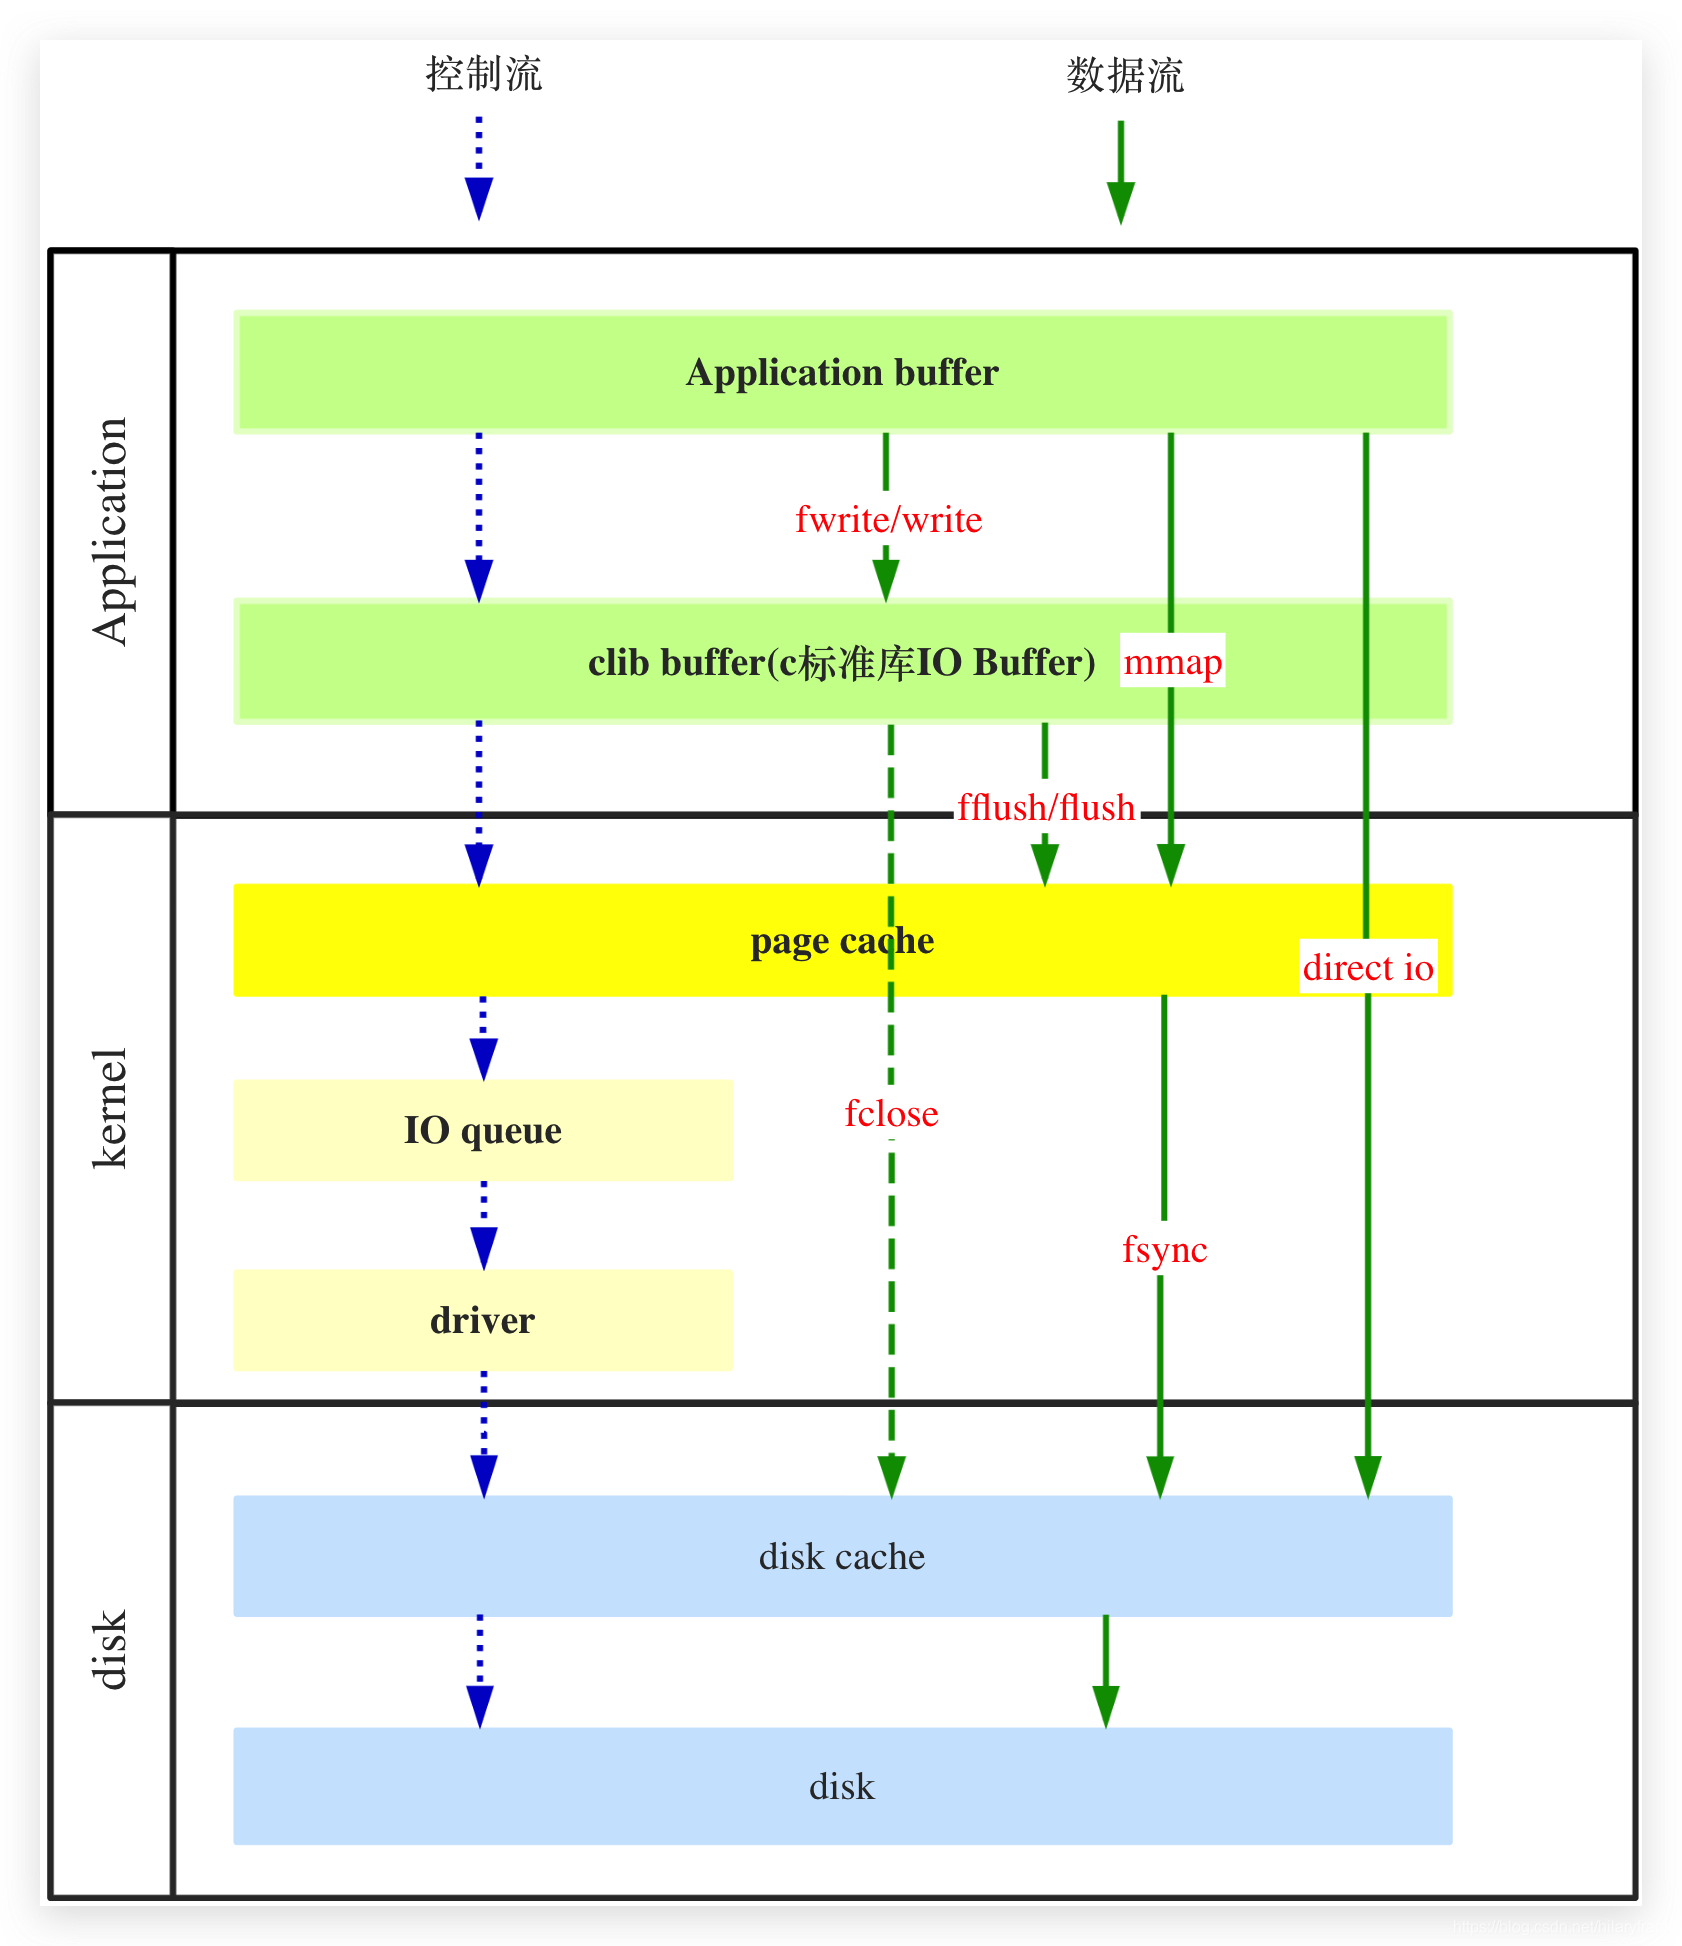 控制流
数据流
Application
Application buffer
fwrite/write
clib buffer(c标准库IO Buffer)
mmap
fflush/flush
kernel
page cache
direct io
IO queue
fclose
fsync
driver
disk
disk cache
disk